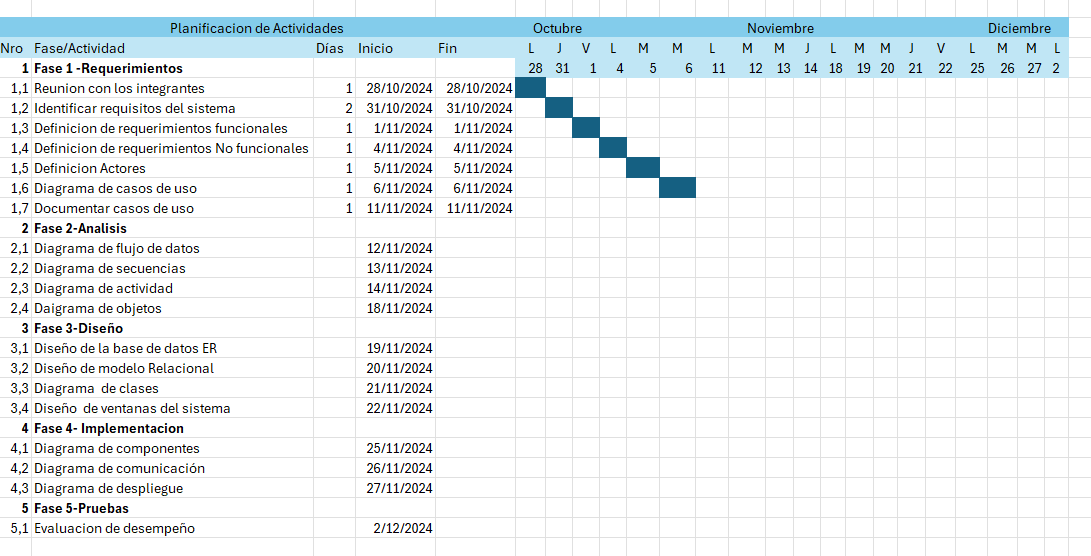 Planificacion de Actividades Octubre Noviembre Diciembre
Nro Fase/Actividad Días Inicio Fin L J V L M M L M M J L M M J V L M M L
1 Fase 1 -Requerimientos 28 31 1 4 5 6 11 12 13 14 18 19 20 21 22 25 26 27 2
1,1 Reunion con los integrantes 1 28/10/2024 28/10/2024
1,2 Identificar requisitos del sistema 2 31/10/2024 31/10/2024
1,3 Definicion de requerimientos funcionales 1 1/11/2024 1/11/2024
1,4 Definicion de requerimientos No funcionales 1 4/11/2024 4/11/2024
1,5 Definicion Actores 1 5/11/2024 5/11/2024
1,6 Diagrama de casos de uso 1 6/11/2024 6/11/2024
1,7 Documentar casos de uso 1 11/11/2024 11/11/2024
2 Fase 2-Analisis
2,1 Diagrama de flujo de datos 12/11/2024
2,2 Diagrama de secuencias 13/11/2024
2,3 Diagrama de actividad 14/11/2024
2,4 Daigrama de objetos 18/11/2024
3 Fase 3-Diseño
3,1 Diseño de la base de datos ER 19/11/2024
3,2 Diseño de modelo Relacional 20/11/2024
3,3 Diagrama de clases 21/11/2024
3,4 Diseño de ventanas del sistema 22/11/2024
4 Fase 4- Implementacion
4,1 Diagrama de componentes 25/11/2024
4,2 Diagrama de comunicación 26/11/2024
4,3 Diagrama de despliegue 27/11/2024
5 Fase 5-Pruebas
5,1 Evaluacion de desempeño 2/12/2024